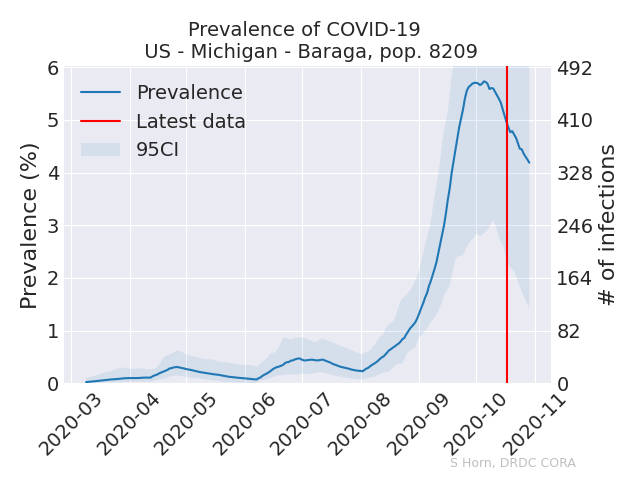 Prevalence of COVID-19
US - Michigan - Baraga, pop. 8209
Prevalence
Latest data
95CI
Prevalence (%)
6
5
4
3
2
1
0
492
410
328
246
164
82
0
# of infections
2020-03
2020-04
2020-05
2020-06
2020-07
2020-08
2020-09
2020-10
2020-11
S Horn, DRDC CORA